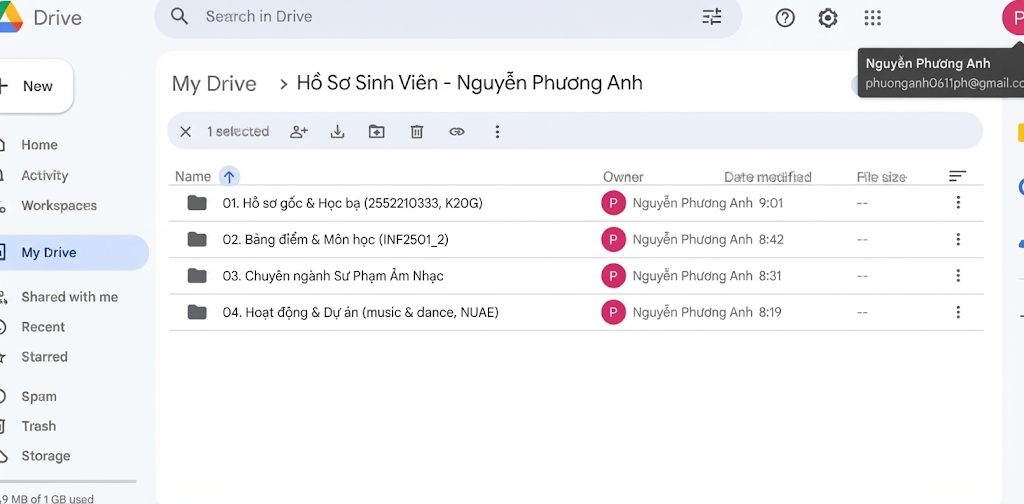 Drive
Search in Drive
P
Nguyễn Phương Anh
phuonganh0611ph@gmail.co
New
My Drive > Hồ Sơ Sinh Viên - Nguyễn Phương Anh
1 selected
Home
Activity
Workspaces
My Drive
Shared with me
Recent
Starred
Spam
Trash
Storage
,9 MB of 1 GB used
Name Owner Date modified File size
01. Hồ sơ gốc & Học bạ (2552210333, K20G) P Nguyễn Phương Anh 9:01 --
02. Bảng điểm & Môn học (INF2501_2) P Nguyễn Phương Anh 8:42 --
03. Chuyên ngành Sư Phạm Âm Nhạc P Nguyễn Phương Anh 8:31 --
04. Hoạt động & Dự án (music & dance, NUAE) P Nguyễn Phương Anh 8:19 --